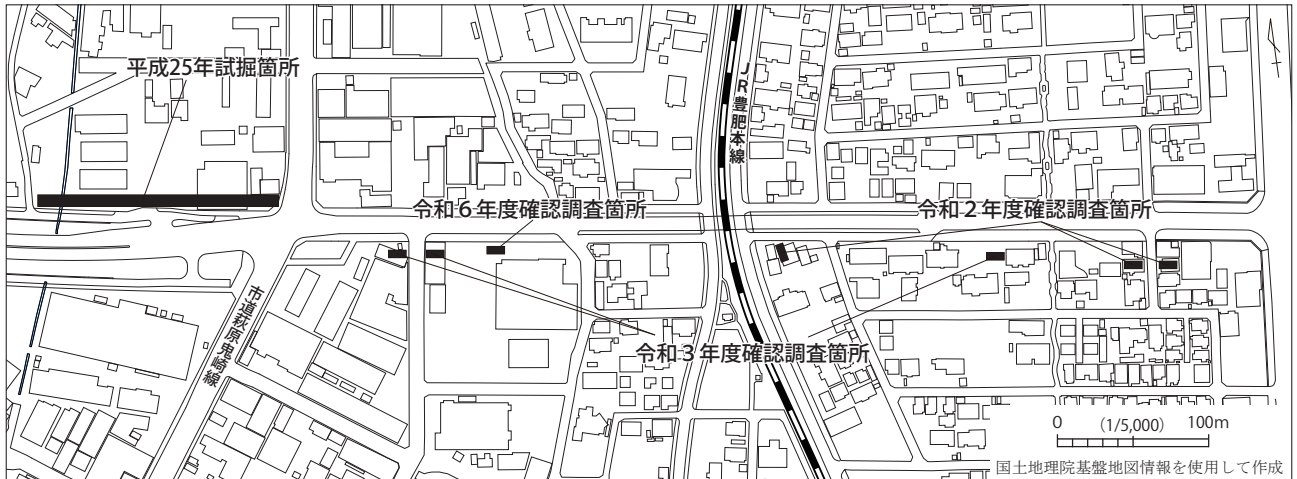 平成25年試掘箇所
JR豊肥本線
令和６年度確認調査箇所
令和２年度確認調査箇所
市道萩原鬼崎線
令和３年度確認調査箇所
0 （1/5,000） 100m
国土地理院基盤地図情報を使用して作成